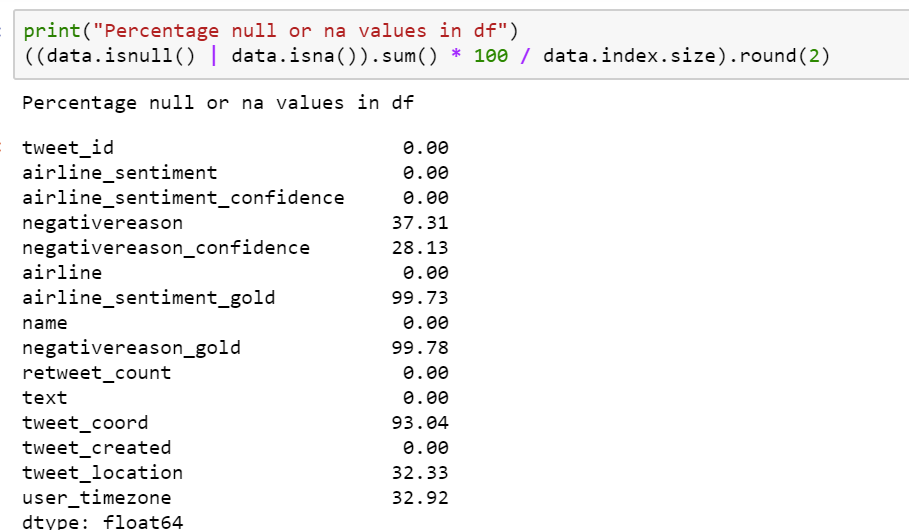 print("Percentage null or na values in df")
((data.isnull() | data.isna()).sum() * 100 / data.index.size).round(2)
Percentage null or na values in df
tweet_id 0.00
airline_sentiment 0.00
airline_sentiment_confidence 0.00
negativereason 37.31
negativereason_confidence 28.13
airline 0.00
airline_sentiment_gold 99.73
name 0.00
negativereason_gold 99.78
retweet_count 0.00
text 0.00
tweet_coord 93.04
tweet_created 0.00
tweet_location 32.33
user_timezone 32.92
dtype: float64